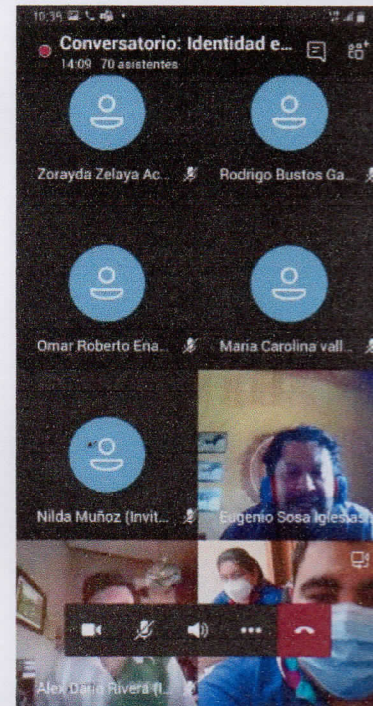 10:39
Conversatorio: Identidad e...
14:09 70 asistentes
Zorayda Zelaya Ac...
Rodrigo Bustos Ga...
Omar Roberto Ena...
Maria Carolina vall...
Nilda Muñoz (Invit...
Eugenio Sosa Iglesias
Alex Dario Rivera (I...